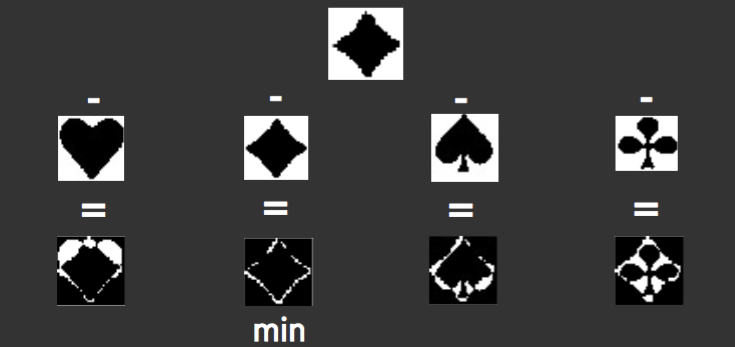 - - - -
= = = =
min